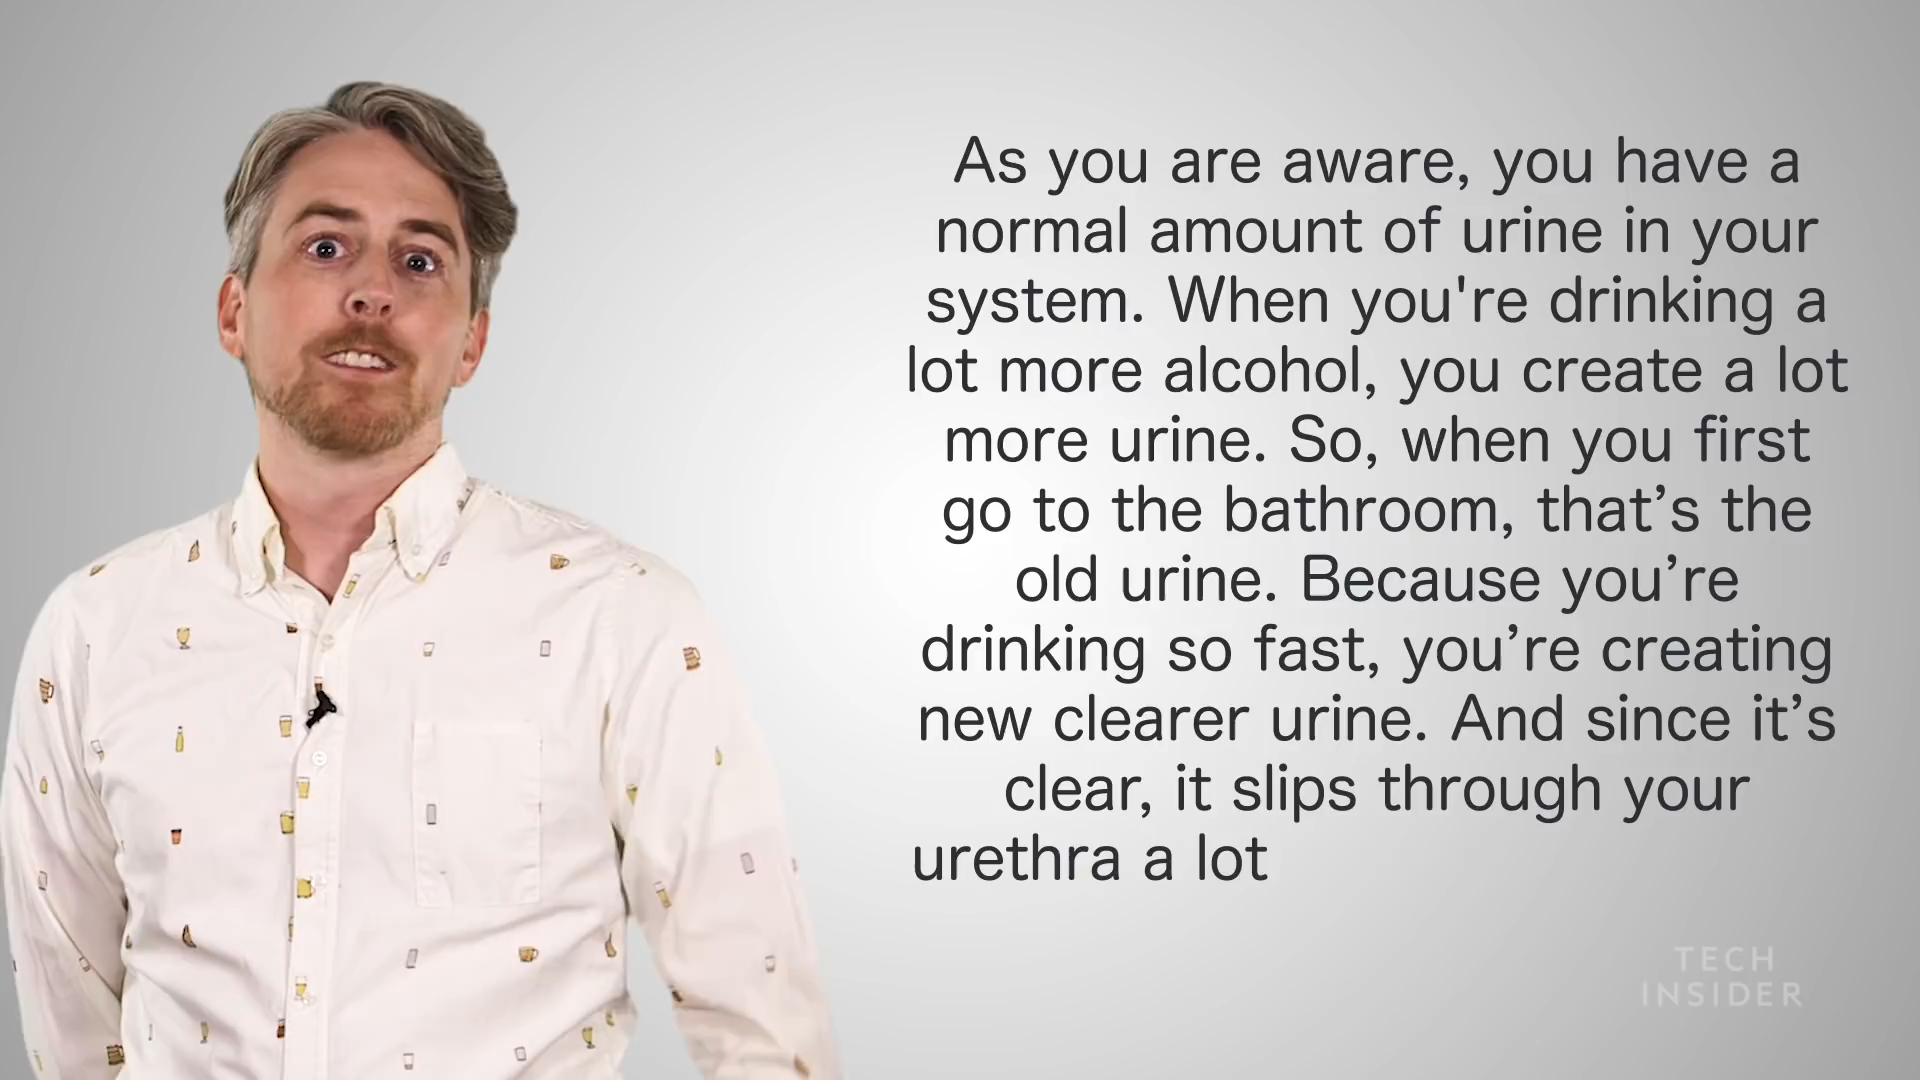 As you are aware, you have a
normal amount of urine in your
system. When you're drinking a
lot more alcohol, you create a lot
more urine. So, when you first
go to the bathroom, that’s the
old urine. Because you’re
drinking so fast, you’re creating
new clearer urine. And since it’s
clear, it slips through your
urethra a lot
TECH
INSIDER